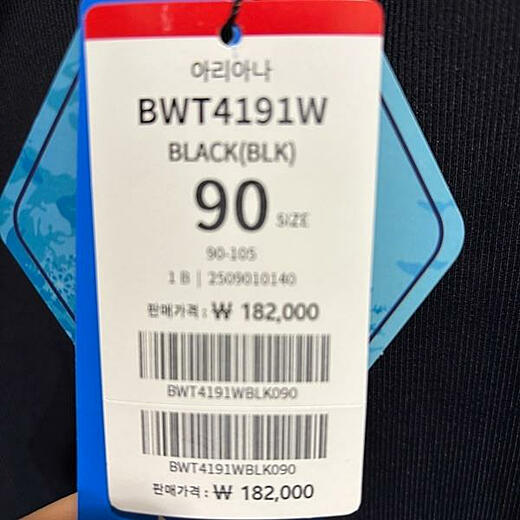 아리아나
BWT4191W
BLACK(BLK)
90 SIZE
90-105
1 B | 2509010140
판매가격 : ₩ 182,000
BWT4191WBLK090
BWT4191WBLK090
판매가격 : ₩ 182,000